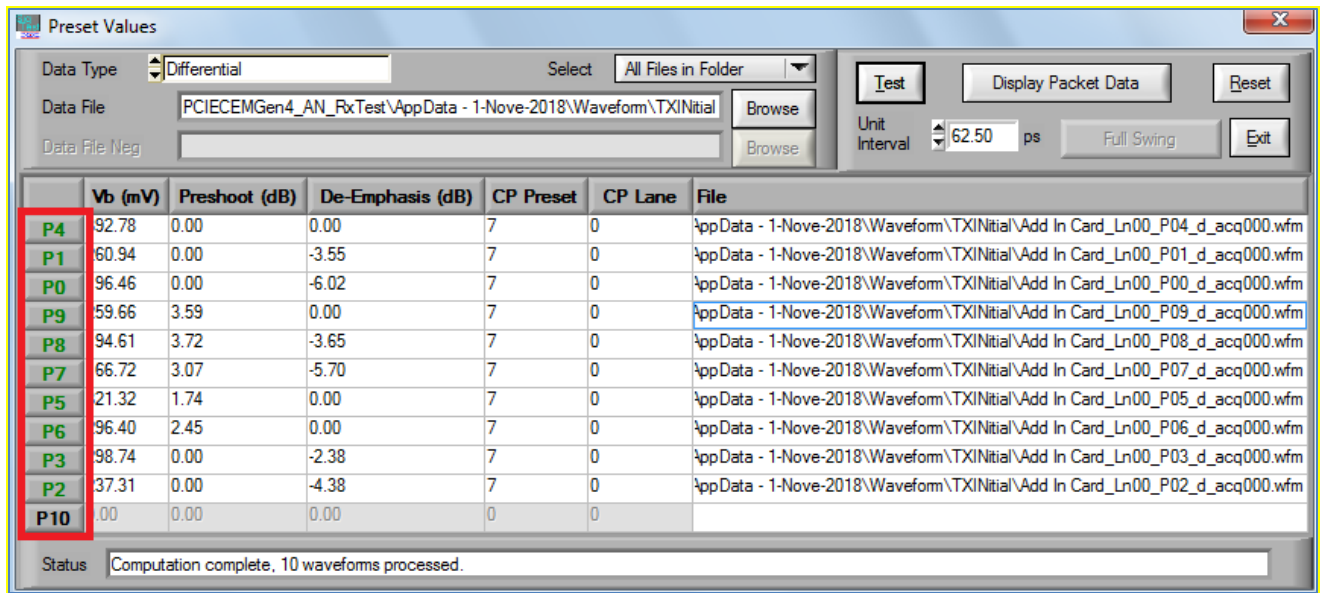 Preset Values
X
Data Type Differential Select All Files in Folder
Test Display Packet Data Reset
Data File PCIECEMGen4_AN_RxTest\AppData - 1-Nove-2018\Waveform\TXINitial Browse
Unit Interval 62.50 ps Full Swing Exit
Data File Neg Browse
Vb (mV) Preshoot (dB) De-Emphasis (dB) CP Preset CP Lane File
P4 92.78 0.00 0.00 7 0 AppData - 1-Nove-2018\Waveform\TXINitial\Add In Card_Ln00_P04_d_acq000.wfm
P1 60.94 0.00 -3.55 7 0 AppData - 1-Nove-2018\Waveform\TXINitial\Add In Card_Ln00_P01_d_acq000.wfm
P0 96.46 0.00 -6.02 7 0 AppData - 1-Nove-2018\Waveform\TXINitial\Add In Card_Ln00_P00_d_acq000.wfm
P9 59.66 3.59 0.00 7 0 AppData - 1-Nove-2018\Waveform\TXINitial\Add In Card_Ln00_P09_d_acq000.wfm
P8 94.61 3.72 -3.65 7 0 AppData - 1-Nove-2018\Waveform\TXINitial\Add In Card_Ln00_P08_d_acq000.wfm
P7 66.72 3.07 -5.70 7 0 AppData - 1-Nove-2018\Waveform\TXINitial\Add In Card_Ln00_P07_d_acq000.wfm
P5 21.32 1.74 0.00 7 0 AppData - 1-Nove-2018\Waveform\TXINitial\Add In Card_Ln00_P05_d_acq000.wfm
P6 96.40 2.45 0.00 7 0 AppData - 1-Nove-2018\Waveform\TXINitial\Add In Card_Ln00_P06_d_acq000.wfm
P3 98.74 0.00 -2.38 7 0 AppData - 1-Nove-2018\Waveform\TXINitial\Add In Card_Ln00_P03_d_acq000.wfm
P2 37.31 0.00 -4.38 7 0 AppData - 1-Nove-2018\Waveform\TXINitial\Add In Card_Ln00_P02_d_acq000.wfm
P10 .00 0.00 0.00 0 0
Status Computation complete, 10 waveforms processed.